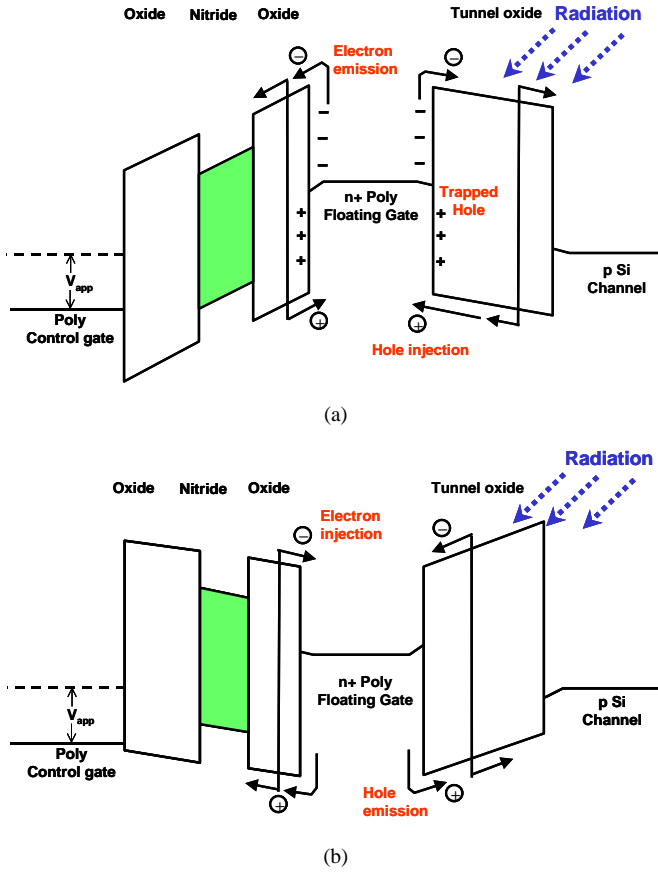 Oxide Nitride Oxide Tunnel oxide Radiation
Electron
emission
−
−
− −
− −
− −
n+ Poly
Floating Gate
Trapped
Hole
+ +
+ +
+ +
Vapp
p Si
Channel
Poly
Control gate
+ +
Hole injection
(a)
Radiation
Oxide Nitride Oxide Tunnel oxide
Electron
injection
− −
n+ Poly
Floating Gate
Vapp
p Si
Channel
Poly
Control gate
Hole
emission
+ +
(b)